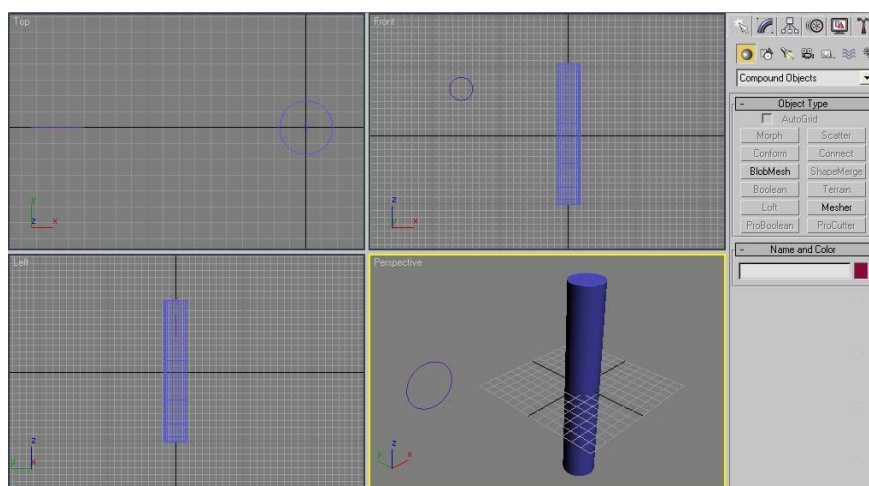 Top
Front
y
z
x
z
x
Left
Perspective
z
y
x
z
y
x
Compound Objects
- Object Type
AutoGrid
Morph Scatter
Conform Connect
BlobMesh ShapeMerge
Boolean Terrain
Loft Mesher
ProBoolean ProCutter
- Name and Color